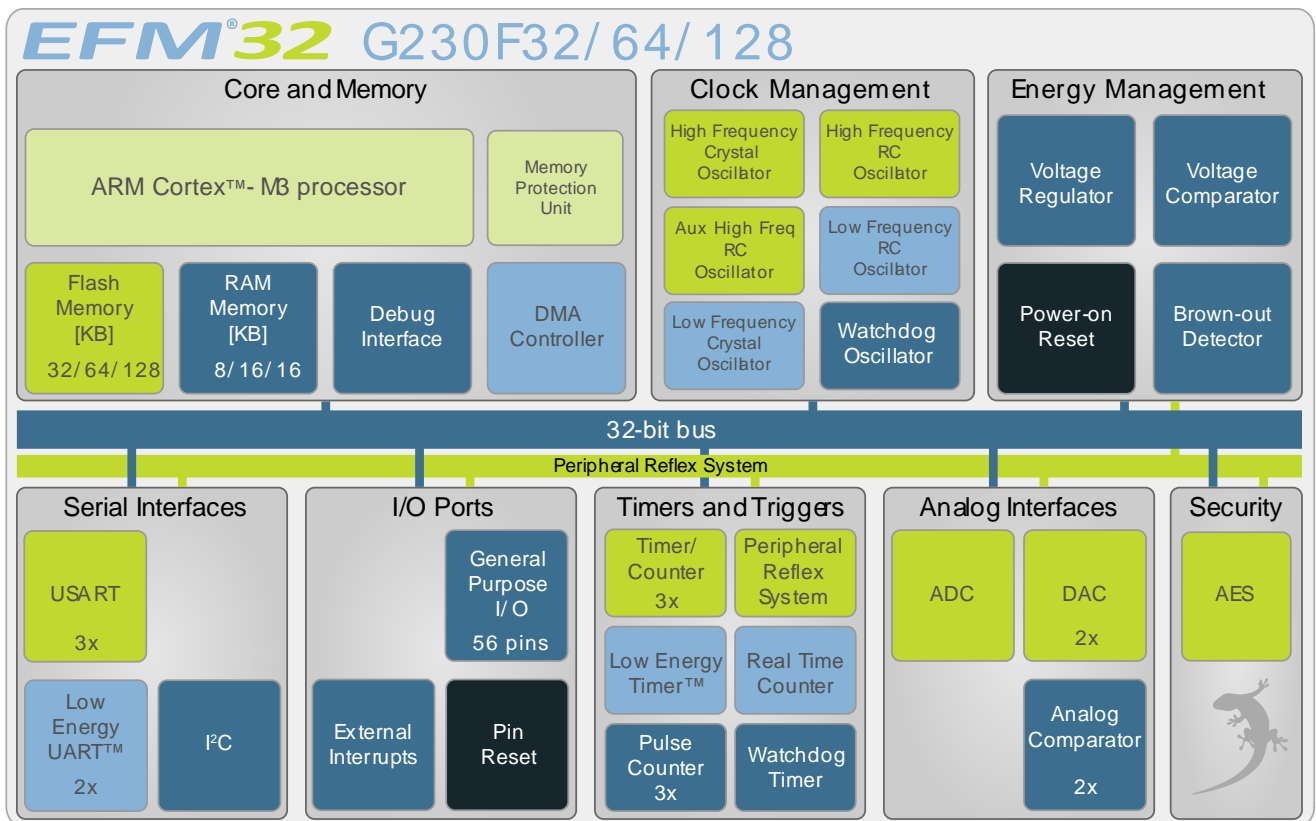 EFM®32 G230F32/64/128
Core and Memory
ARM Cortex™-M3 processor
Memory
Protection
Unit
Flash
Memory
[KB]
32/64/128
RAM
Memory
[KB]
8/16/16
Debug
Interface
DMA
Controller
Clock Management
High Frequency
Crystal
Oscillator
High Frequency
RC
Oscillator
Aux High Freq
RC
Oscillator
Low Frequency
RC
Oscillator
Low Frequency
Crystal
Oscillator
Watchdog
Oscillator
Energy Management
Voltage
Regulator
Voltage
Comparator
Power-on
Reset
Brown-out
Detector
32-bit bus
Peripheral Reflex System
Serial Interfaces
USART
3x
Low
Energy
UART™
2x
I²C
I/O Ports
General
Purpose
I/O
56 pins
External
Interrupts
Pin
Reset
Timers and Triggers
Timer/
Counter
3x
Peripheral
Reflex
System
Low Energy
Timer™
Real Time
Counter
Pulse
Counter
3x
Watchdog
Timer
Analog Interfaces
ADC
DAC
2x
Analog
Comparator
2x
Security
AES